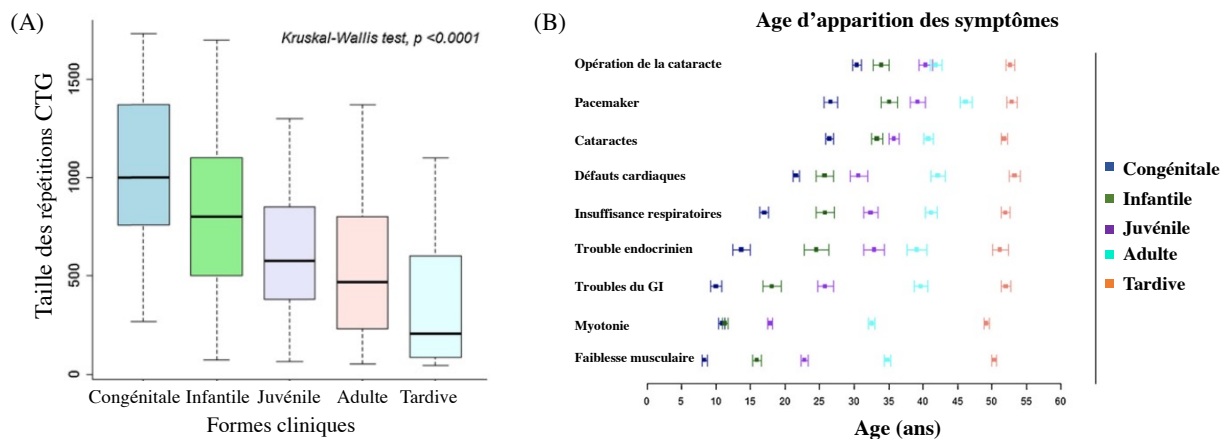 (A)
Kruskal-Wallis test, p <0.0001
Taille des répétitions CTG
1500
1000
500
0
Congénitale Infantile Juvénile Adulte Tardive
Formes cliniques
(B)
Age d’apparition des symptômes
Opération de la cataracte
Pacemaker
Cataractes
Défauts cardiaques
Insuffisance respiratoires
Trouble endocrinien
Troubles du GI
Myotonie
Faiblesse musculaire
0 5 10 15 20 25 30 35 40 45 50 55 60
Age (ans)
Congénitale
Infantile
Juvénile
Adulte
Tardive